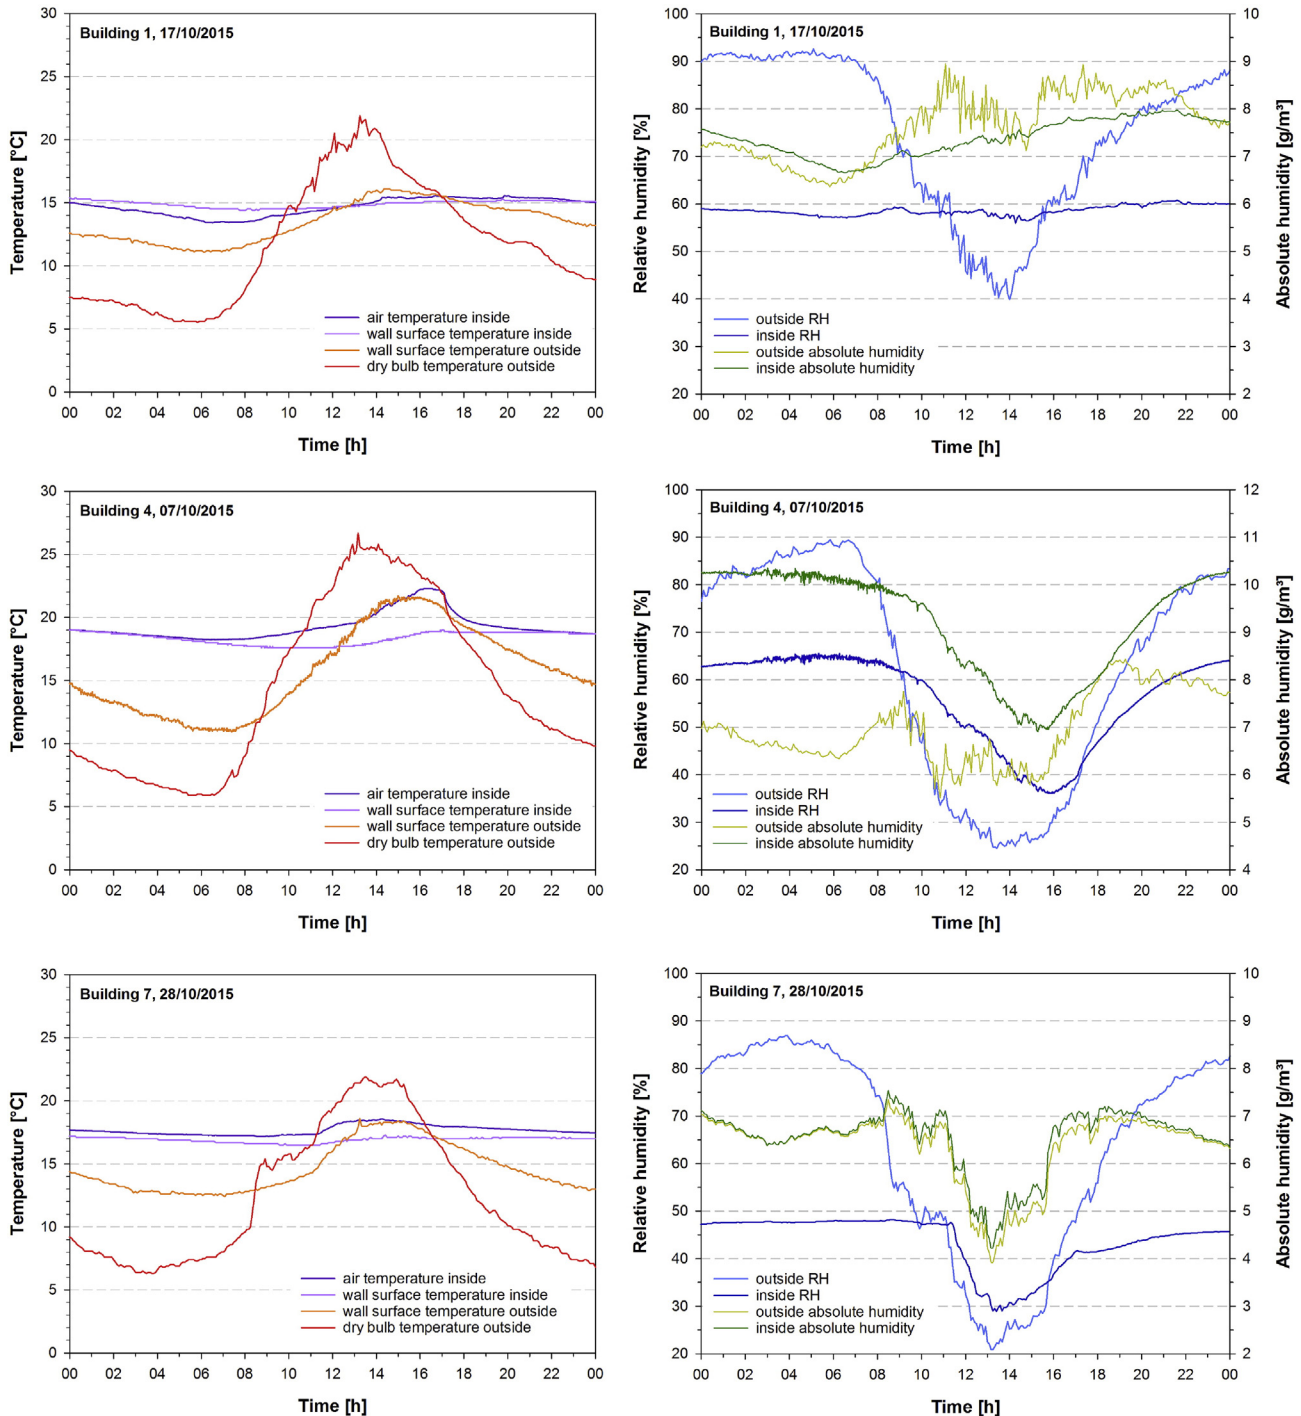 Building 1, 17/10/2015
Temperature [°C]
30
25
20
15
10
5
0
air temperature inside
wall surface temperature inside
wall surface temperature outside
dry bulb temperature outside
00 02 04 06 08 10 12 14 16 18 20 22 00
Time [h]
Building 1, 17/10/2015
Relative humidity [%]
100
90
80
70
60
50
40
30
20
Absolute humidity [g/m³]
10
9
8
7
6
5
4
3
2
outside RH
inside RH
outside absolute humidity
inside absolute humidity
00 02 04 06 08 10 12 14 16 18 20 22 00
Time [h]
Building 4, 07/10/2015
Temperature [°C]
30
25
20
15
10
5
0
air temperature inside
wall surface temperature inside
wall surface temperature outside
dry bulb temperature outside
00 02 04 06 08 10 12 14 16 18 20 22 00
Time [h]
Building 4, 07/10/2015
Relative humidity [%]
100
90
80
70
60
50
40
30
20
Absolute humidity [g/m³]
12
11
10
9
8
7
6
5
4
outside RH
inside RH
outside absolute humidity
inside absolute humidity
00 02 04 06 08 10 12 14 16 18 20 22 00
Time [h]
Building 7, 28/10/2015
Temperature [°C]
30
25
20
15
10
5
0
air temperature inside
wall surface temperature inside
wall surface temperature outside
dry bulb temperature outside
00 02 04 06 08 10 12 14 16 18 20 22 00
Time [h]
Building 7, 28/10/2015
Relative humidity [%]
100
90
80
70
60
50
40
30
20
Absolute humidity [g/m³]
10
9
8
7
6
5
4
3
2
outside RH
inside RH
outside absolute humidity
inside absolute humidity
00 02 04 06 08 10 12 14 16 18 20 22 00
Time [h]